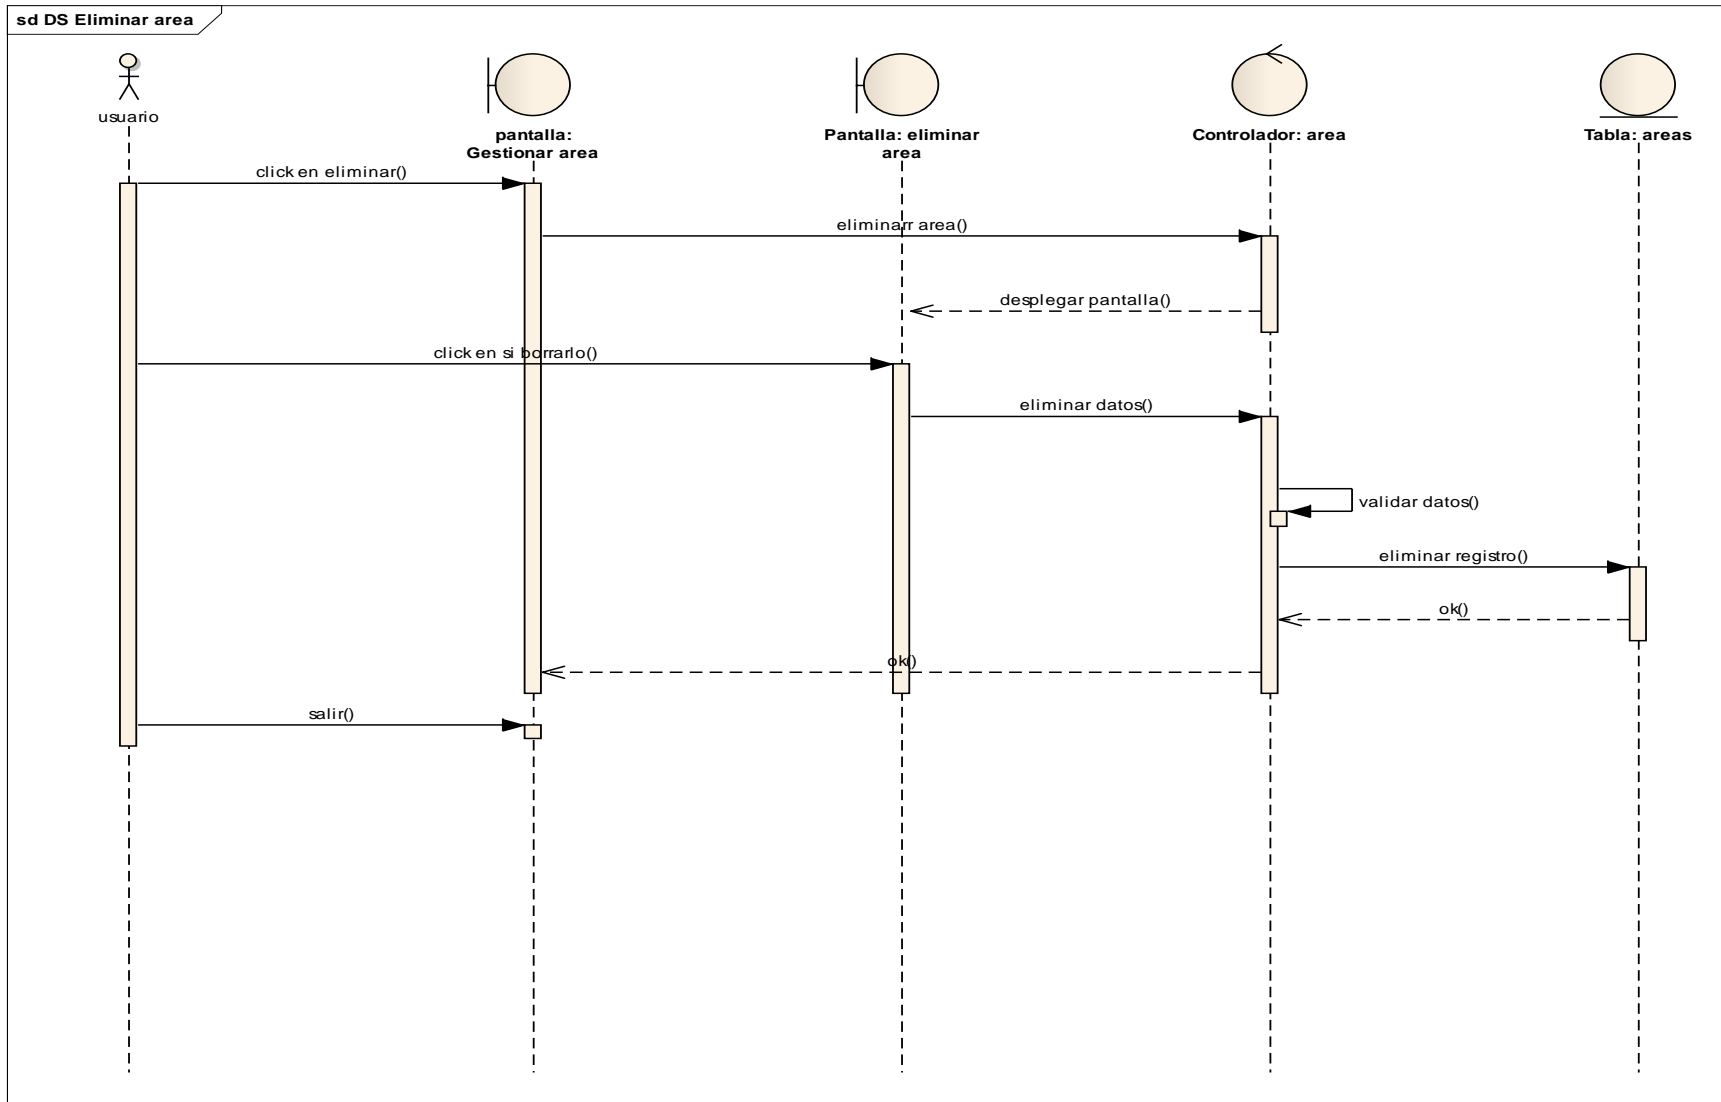 sd DS Eliminar area
usuario
pantalla:
Gestionar area
Pantalla: eliminar
area
Controlador: area
Tabla: areas
click en eliminar()
eliminarr area()
desplegar pantalla()
click en si borrarlo()
eliminar datos()
validar datos()
eliminar registro()
ok()
ok()
salir()